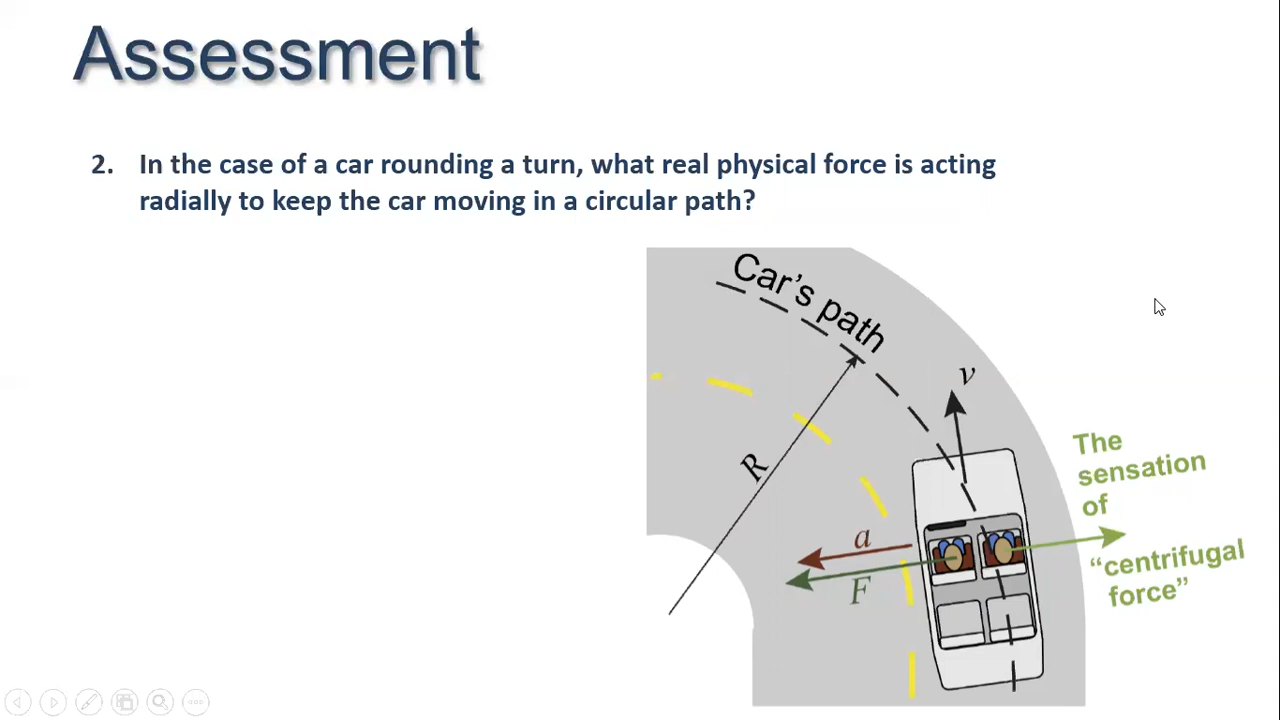 Assessment
2. In the case of a car rounding a turn, what real physical force is acting
radially to keep the car moving in a circular path?
Car's path
v
R
a
F
The
sensation
of
“centrifugal
force”